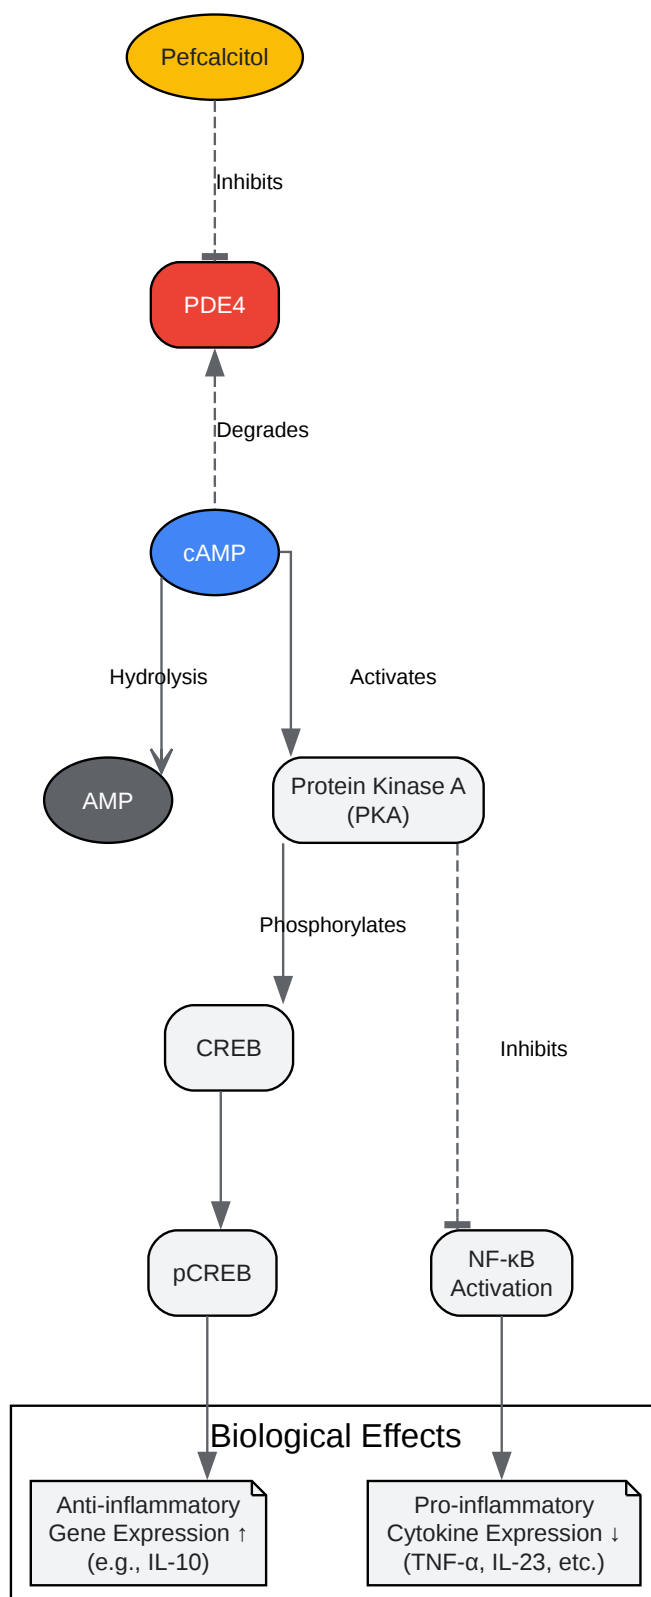 Pefcalcitol
Inhibits
PDE4
Degrades
cAMP
Hydrolysis
Activates
AMP
Protein Kinase A
(PKA)
Phosphorylates
CREB
Inhibits
pCREB
NF-κB
Activation
Biological Effects
Anti-inflammatory
Gene Expression ↑
(e.g., IL-10)
Pro-inflammatory
Cytokine Expression ↓
(TNF-α, IL-23, etc.)